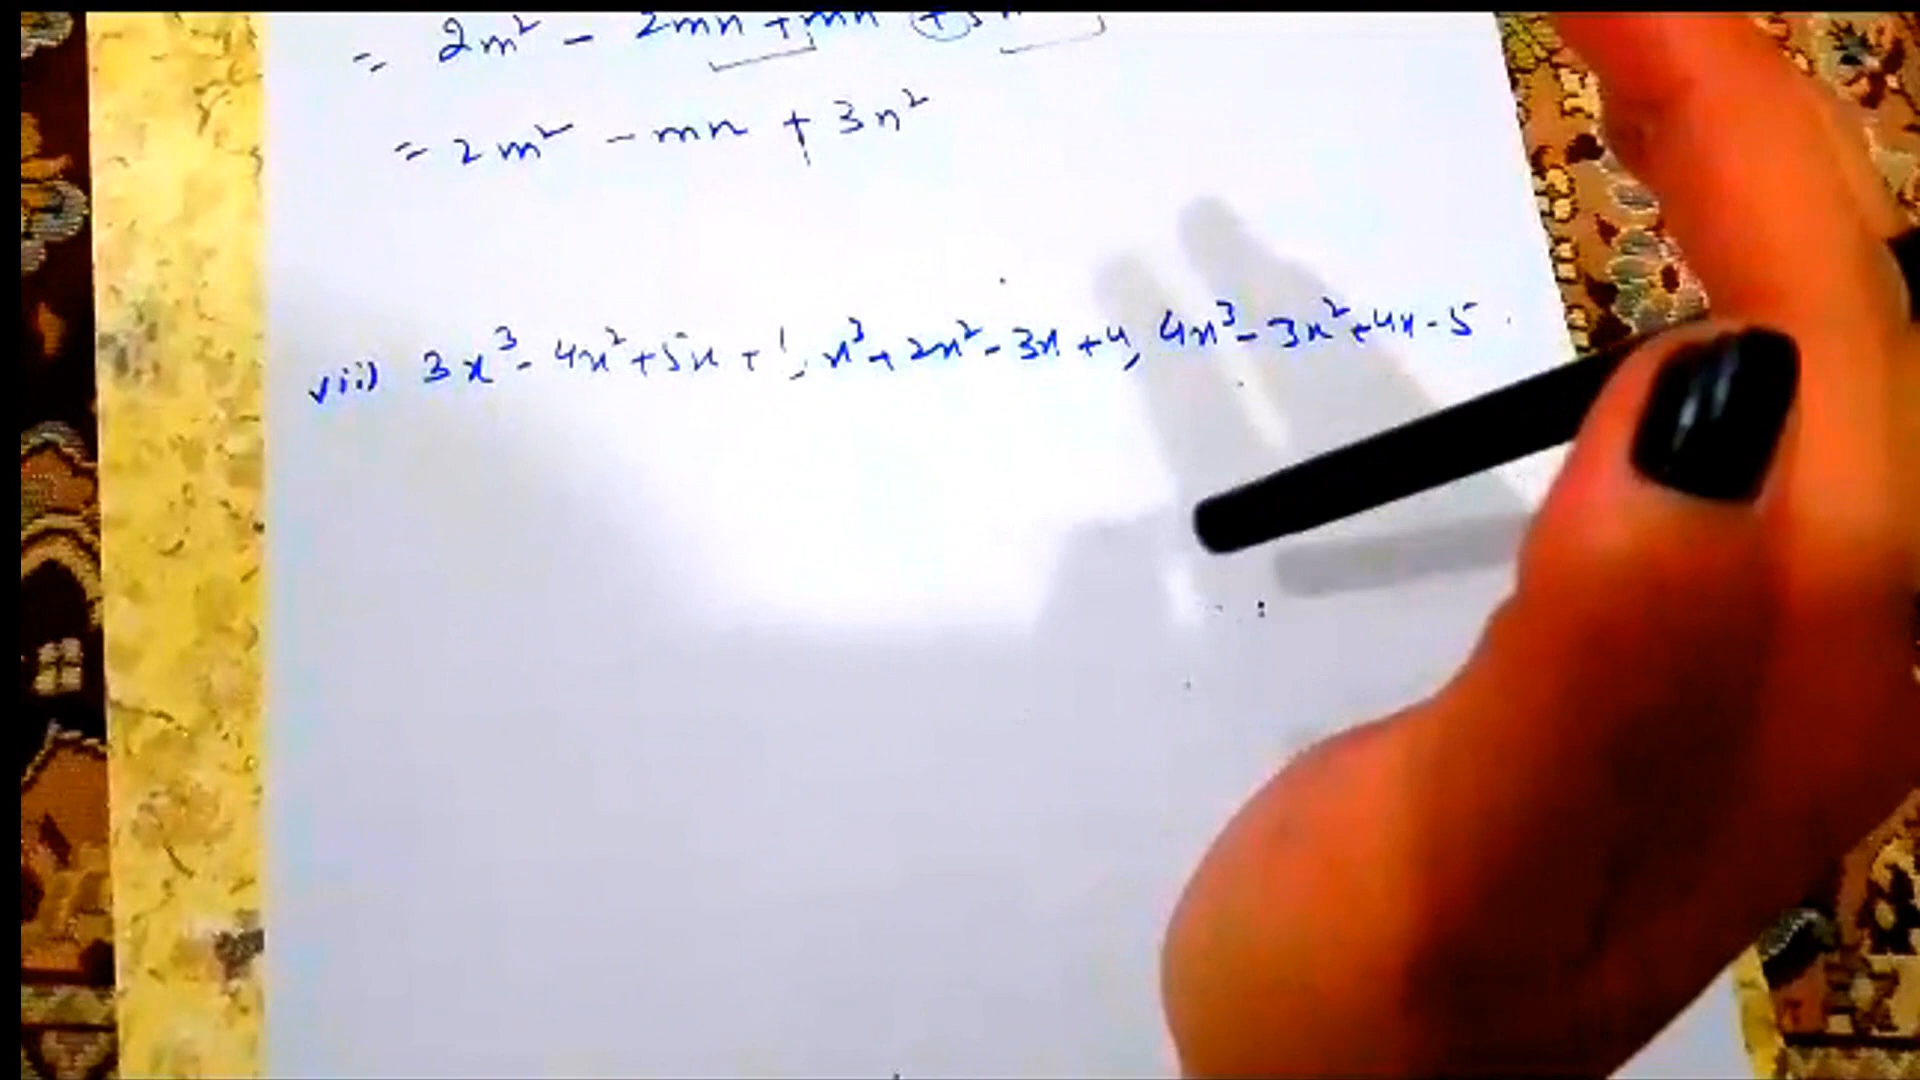 = 2m² - 2mn + mn
= 2m² - mn + 3n²
vii) 3x³ - 4x² + 5x + 1, x³ + 2x² - 3x + 4, 4x³ - 3x² + 4x - 5